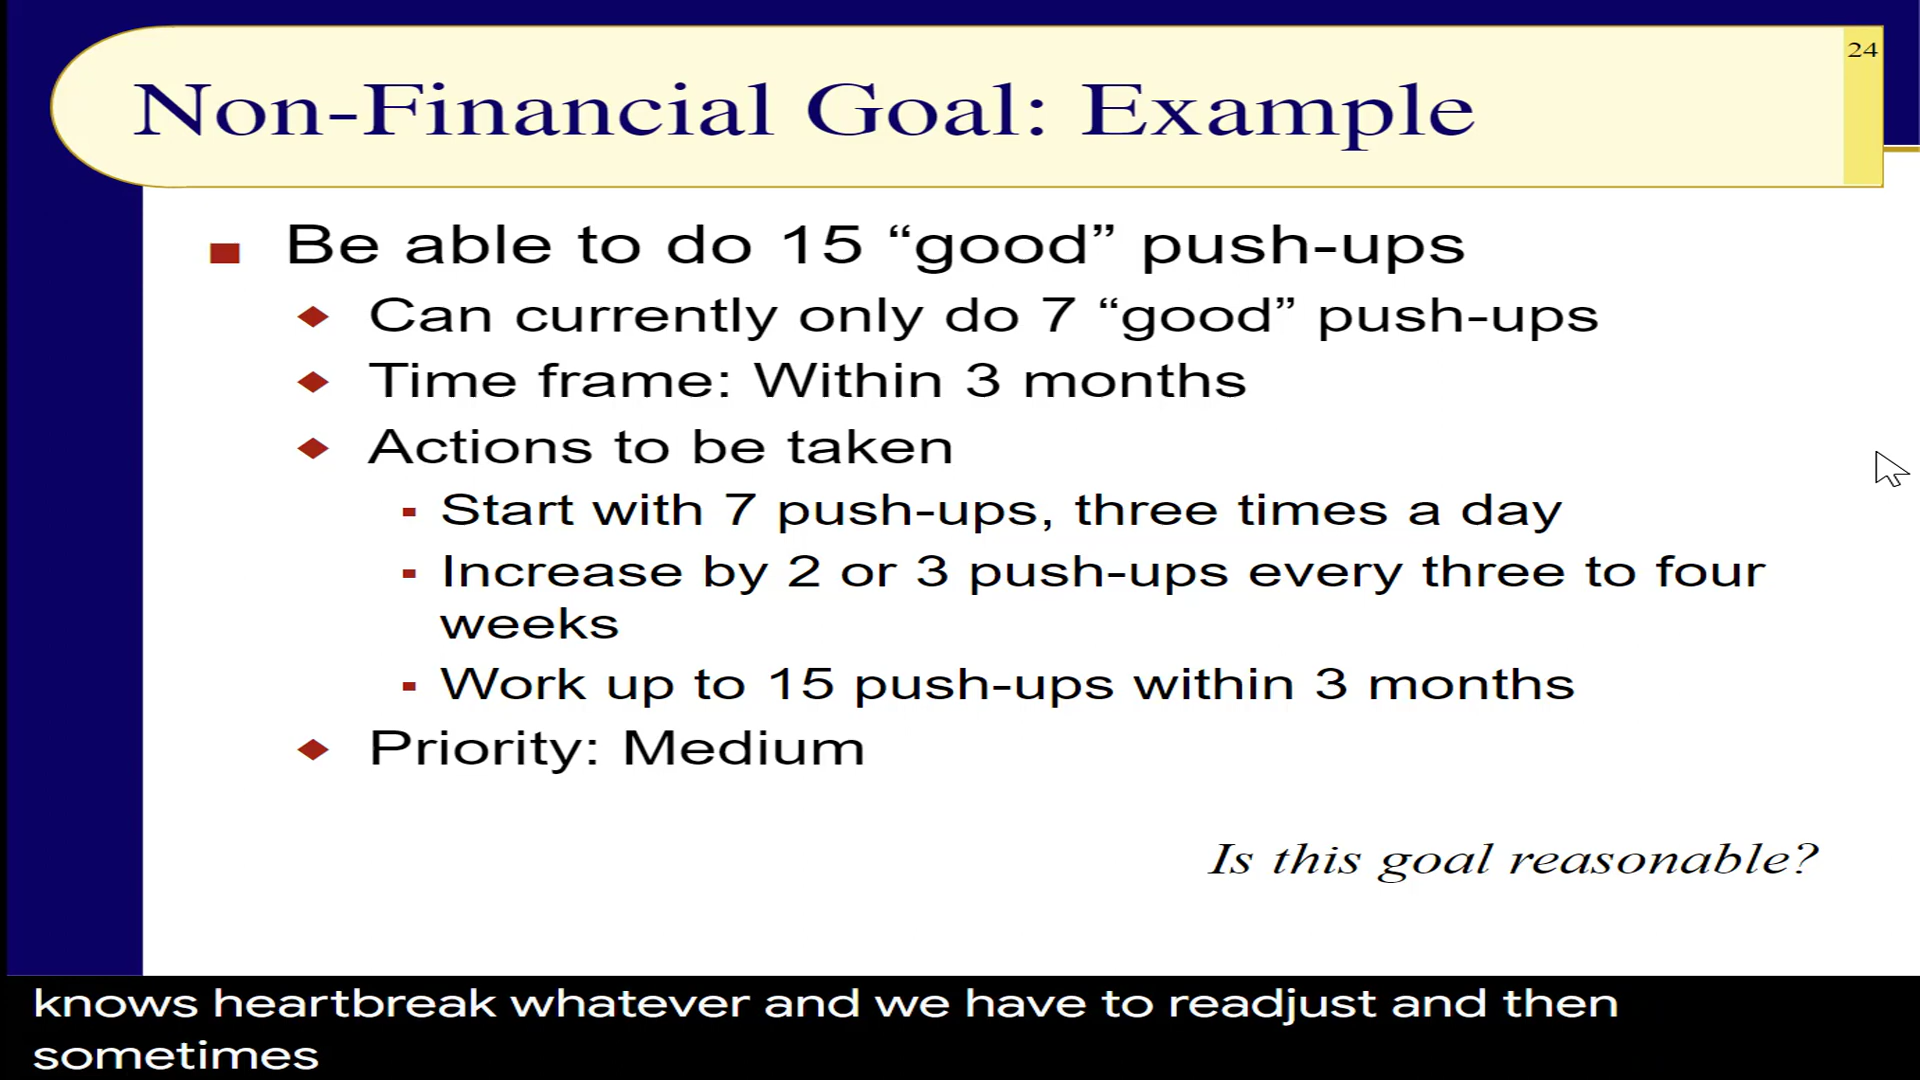 24
Non-Financial Goal: Example
Be able to do 15 “good” push-ups
Can currently only do 7 “good” push-ups
Time frame: Within 3 months
Actions to be taken
Start with 7 push-ups, three times a day
Increase by 2 or 3 push-ups every three to four
weeks
Work up to 15 push-ups within 3 months
Priority: Medium
Is this goal reasonable?
knows heartbreak whatever and we have to readjust and then
sometimes